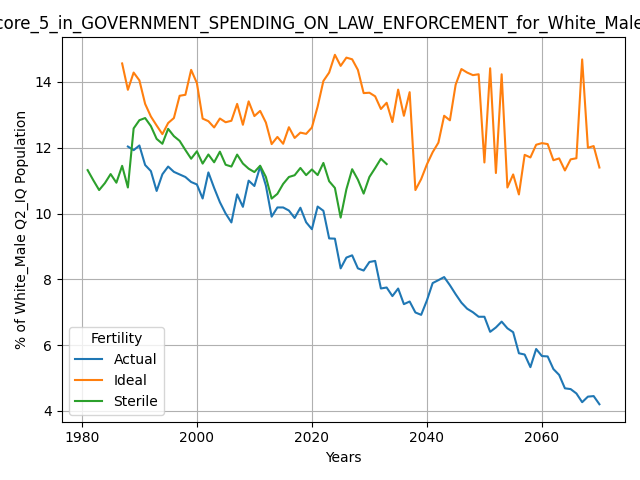 core_5_in_GOVERNMENT_SPENDING_ON_LAW_ENFORCEMENT_for_White_Male
% of White_Male Q2_IQ Population
14
12
10
8
6
4
Fertility
Actual
Ideal
Sterile
1980
2000
2020
2040
2060
Years